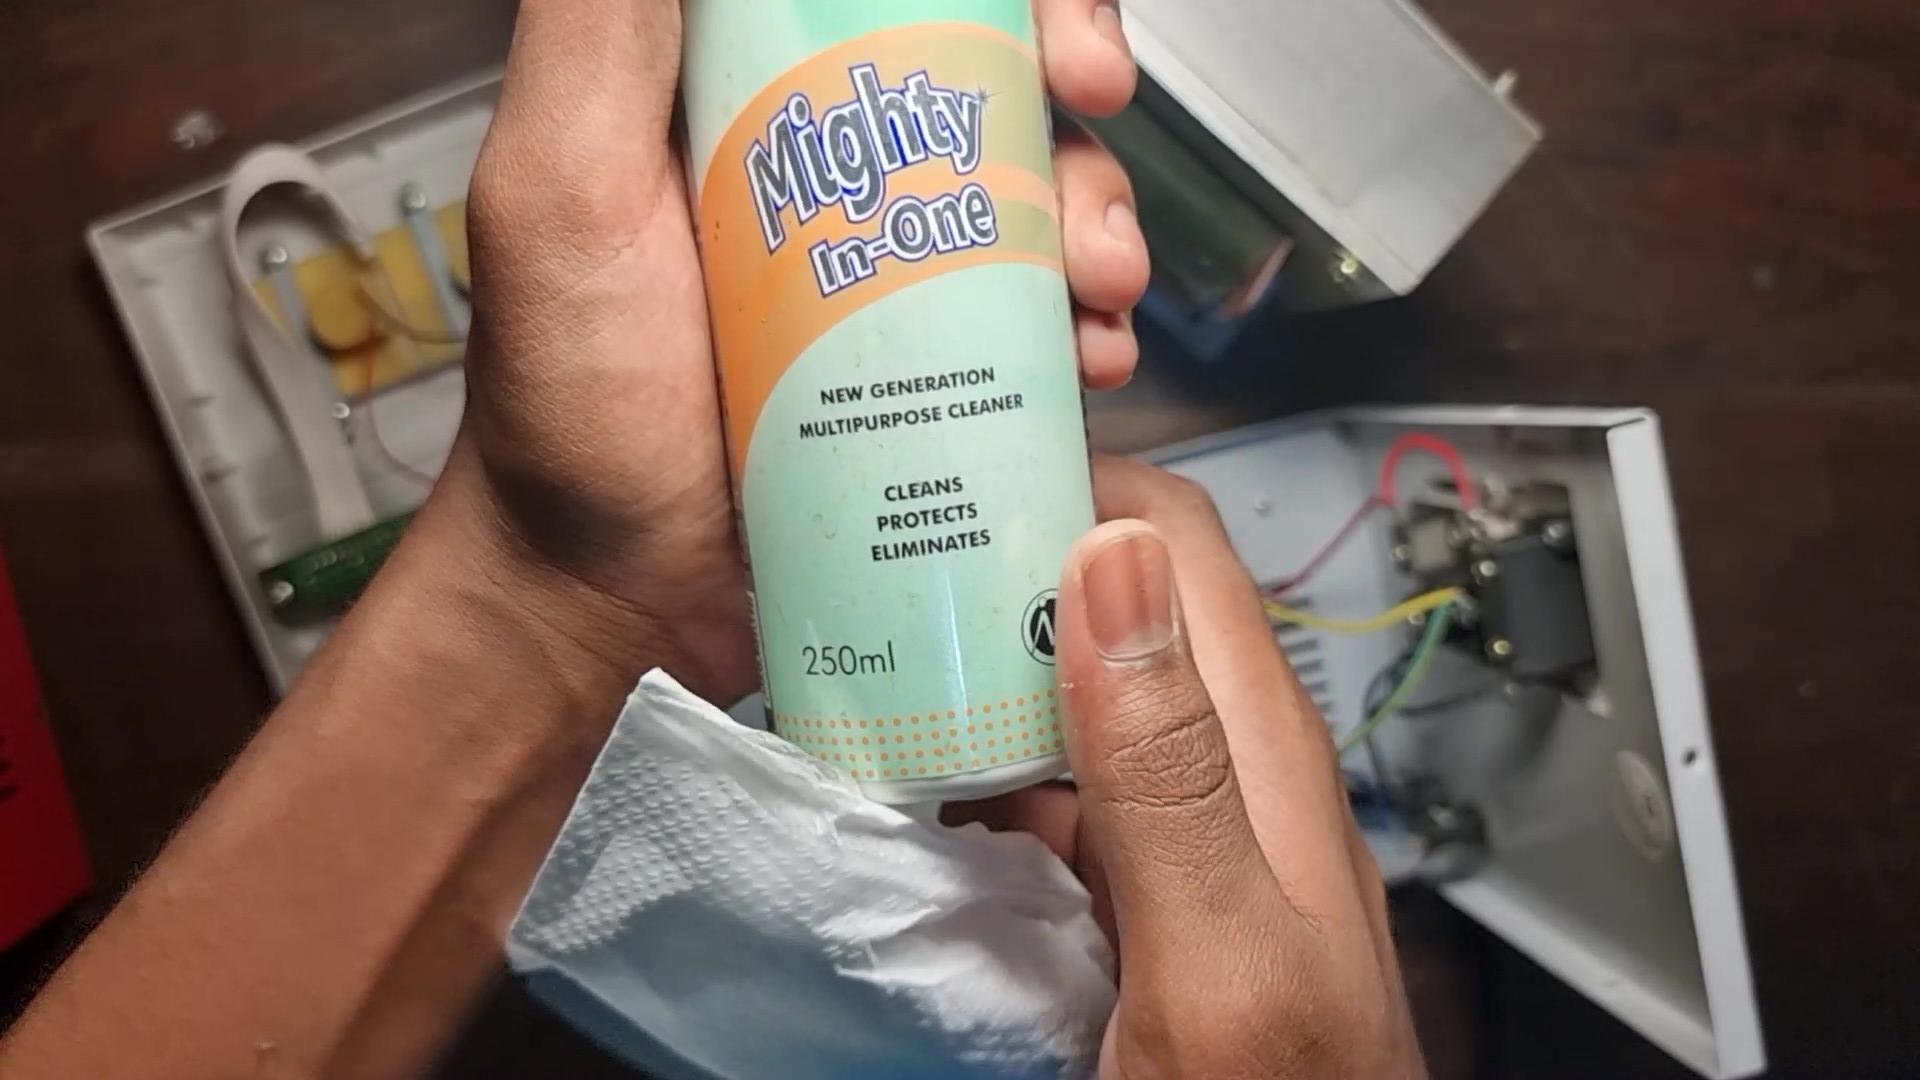 Mighty
In-One
NEW GENERATION
MULTIPURPOSE CLEANER
CLEANS
PROTECTS
ELIMINATES
250ml